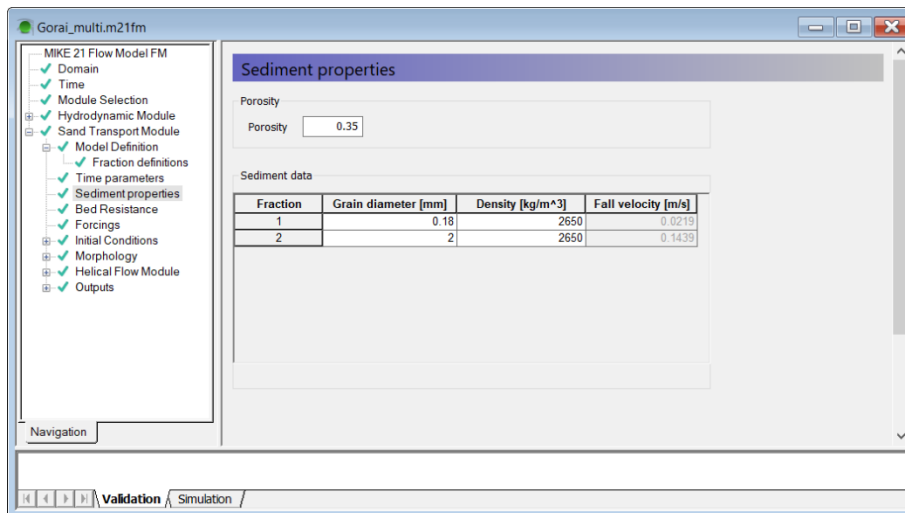 Gorai_multi.m21fm
MIKE 21 Flow Model FM
Domain
Time
Module Selection
Hydrodynamic Module
Sand Transport Module
Model Definition
Fraction definitions
Time parameters
Sediment properties
Bed Resistance
Forcings
Initial Conditions
Morphology
Helical Flow Module
Outputs
Navigation
Sediment properties
Porosity
Porosity 0.35
Sediment data
Fraction Grain diameter [mm] Density [kg/m^3] Fall velocity [m/s]
1 0.18 2650 0.0219
2 2 2650 0.1439
Validation Simulation